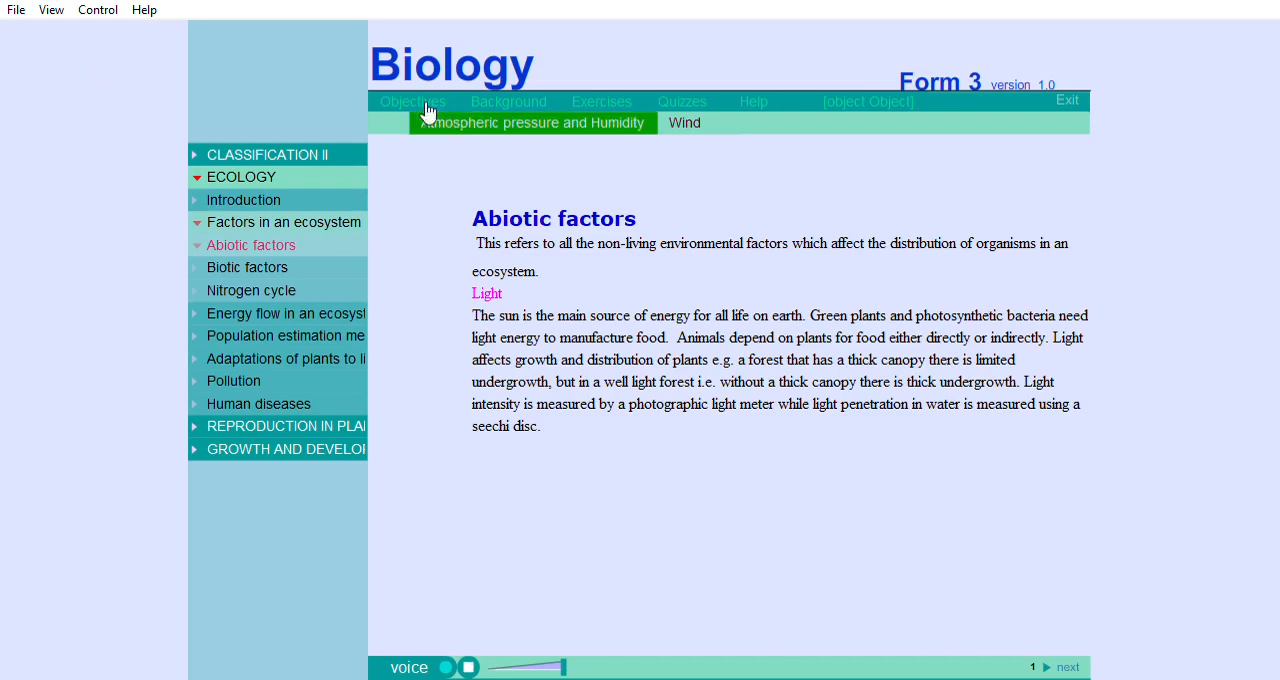 File View Control Help
Biology
Form 3 version 1.0
Objectives Background Exercises Quizzes Help [object Object] Exit
Atmospheric pressure and Humidity Wind
CLASSIFICATION II
ECOLOGY
Introduction
Factors in an ecosystem
Abiotic factors
Biotic factors
Nitrogen cycle
Energy flow in an ecosyst
Population estimation me
Adaptations of plants to li
Pollution
Human diseases
REPRODUCTION IN PLA
GROWTH AND DEVELO
Abiotic factors
This refers to all the non-living environmental factors which affect the distribution of organisms in an
ecosystem.
Light
The sun is the main source of energy for all life on earth. Green plants and photosynthetic bacteria need
light energy to manufacture food. Animals depend on plants for food either directly or indirectly. Light
affects growth and distribution of plants e.g. a forest that has a thick canopy there is limited
undergrowth, but in a well light forest i.e. without a thick canopy there is thick undergrowth. Light
intensity is measured by a photographic light meter while light penetration in water is measured using a
seechi disc.
voice 1 next